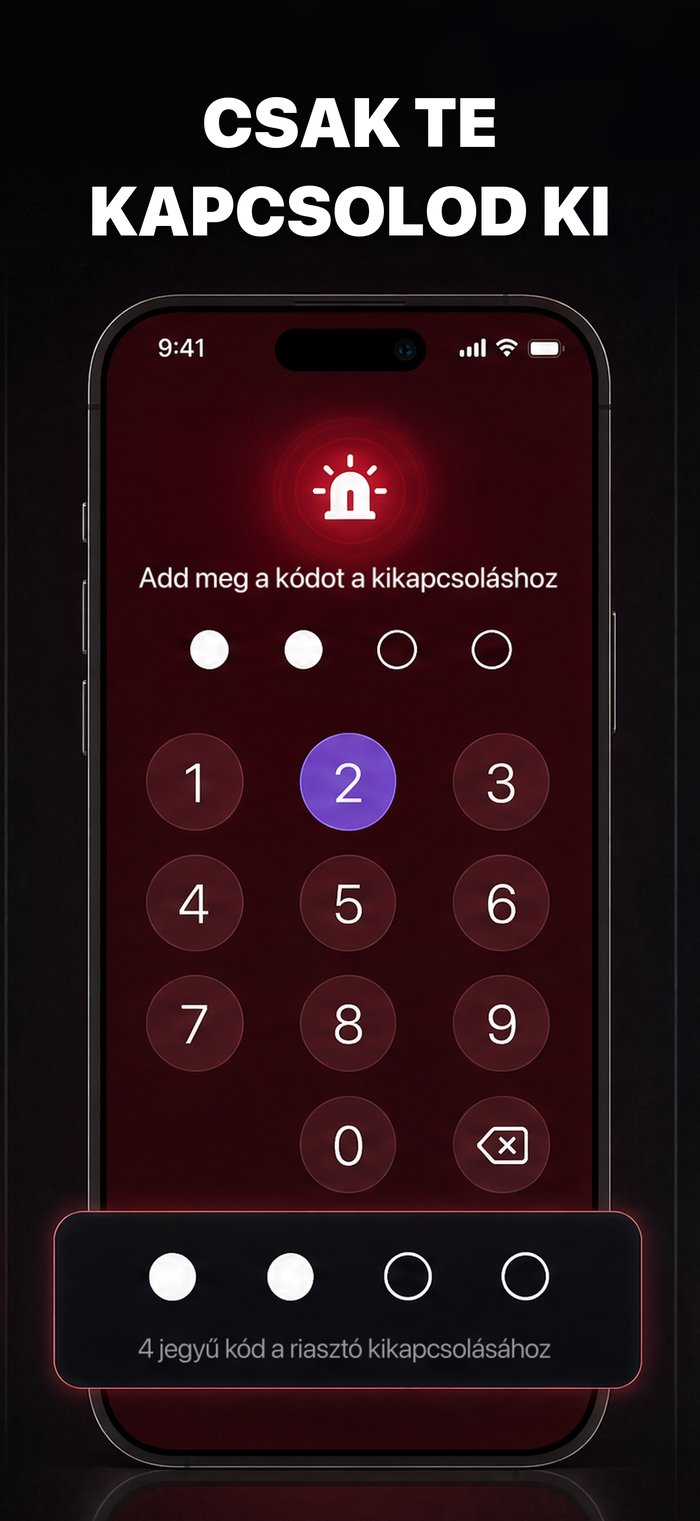 CSAK TE
KAPCSOLOD KI
9:41
Add meg a kódot a kikapcsoláshoz
1 2 3
4 5 6
7 8 9
0
4 jegyű kód a riasztó kikapcsolásához